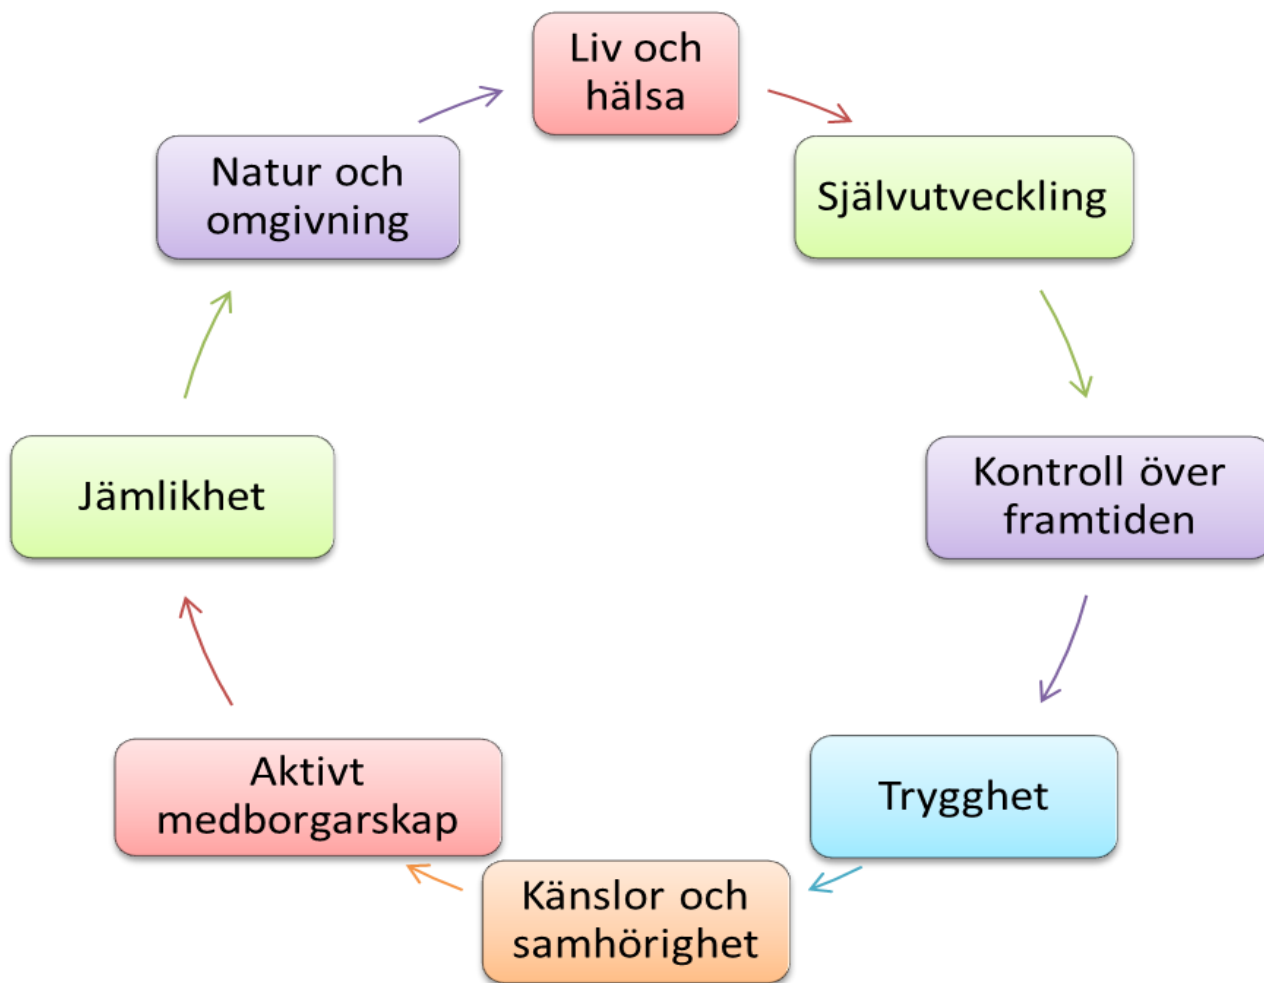 Liv och
hälsa
Självutveckling
Kontroll över
framtiden
Trygghet
Känslor och
samhörighet
Aktivt
medborgarskap
Jämlikhet
Natur och
omgivning